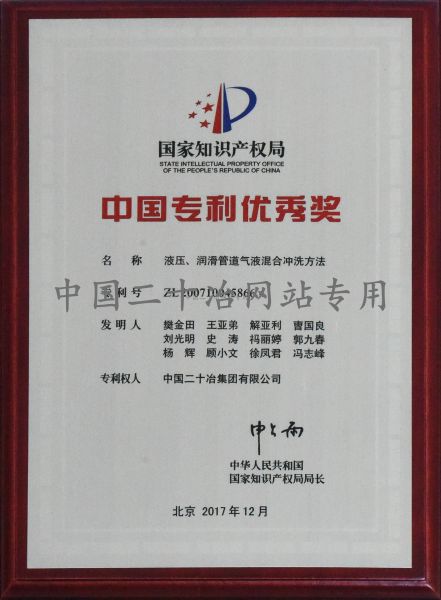 国家知识产权局
STATE INTELLECTUAL PROPERTY OFFICE
OF THE PEOPLE'S REPUBLIC OF CHINA
中国专利优秀奖
名 称 液压、润滑管道气液混合冲洗方法
中国二十冶网站专用
专利号
发明人 樊金田 王亚弟 解亚利 曹国良
刘光明 史 涛 祃丽婷 郭九春
杨 辉 顾小文 徐凤君 冯志峰
专利权人 中国二十冶集团有限公司
申长雨
中华人民共和国
国家知识产权局局长
北京 2017年12月